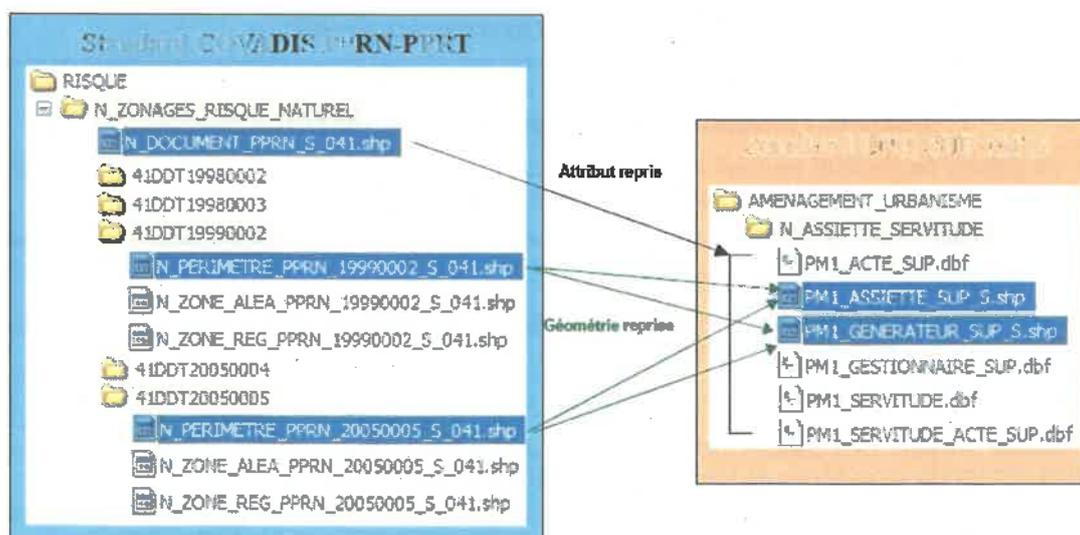 Standard COVADIS PPRN-PPRT
RISQUE
N_ZONAGES_RISQUE_NATUREL
N_DOCUMENT_PPRN_S_041.shp
41DDT19980002
41DDT19980003
41DDT19990002
N_PERIMETRE_PPRN_19990002_S_041.shp
N_ZONE_ALEA_PPRN_19990002_S_041.shp
N_ZONE_REG_PPRN_19990002_S_041.shp
41DDT20050004
41DDT20050005
N_PERIMETRE_PPRN_20050005_S_041.shp
N_ZONE_ALEA_PPRN_20050005_S_041.shp
N_ZONE_REG_PPRN_20050005_S_041.shp
Attribut repris
Géométrie reprise
AMENAGEMENT_URBANISME
N_ASSIETTE_SERVITUDE
PM1_ACTE_SUP.dbf
PM1_ASSIETTE_SUP_S.shp
PM1_GENERATEUR_SUP_S.shp
PM1_GESTIONNAIRE_SUP.dbf
PM1_SERVITUDE.dbf
PM1_SERVITUDE_ACTE_SUP.dbf